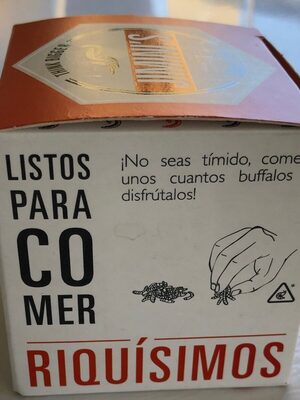 LISTOS
PARA
CO
MER
¡No seas tímido, come
unos cuantos buffalos
disfrútalos!
RIQUÍSIMOS